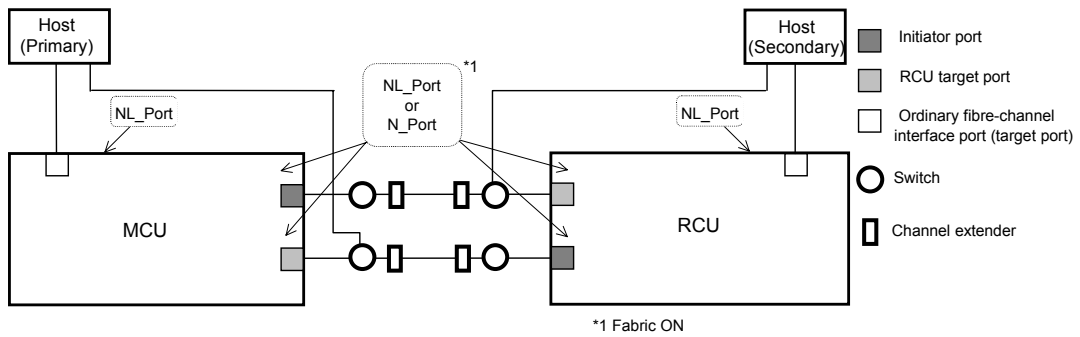 Host
(Primary)
Host
(Secondary)
Initiator port
*1
NL_Port
or
N_Port
RCU target port
NL_Port
NL_Port
Ordinary fibre-channel
interface port (target port)
Switch
MCU
RCU
Channel extender
*1 Fabric ON